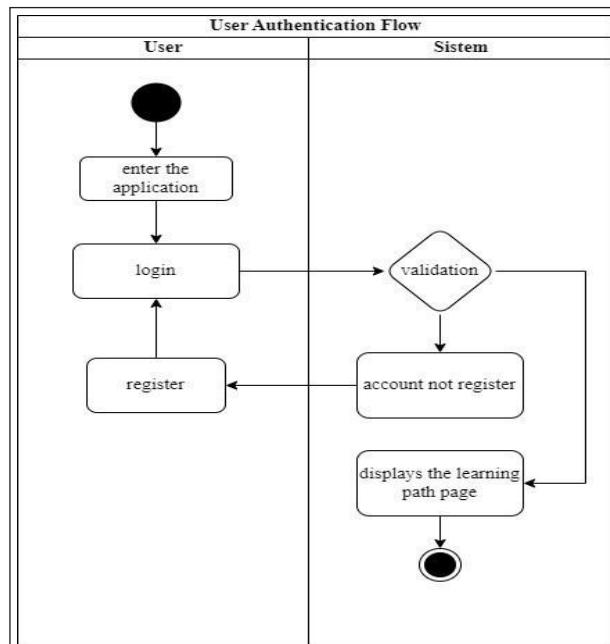 User Authentication Flow
User
Sistem
enter the
application
login
validation
register
account not register
displays the learning
path page